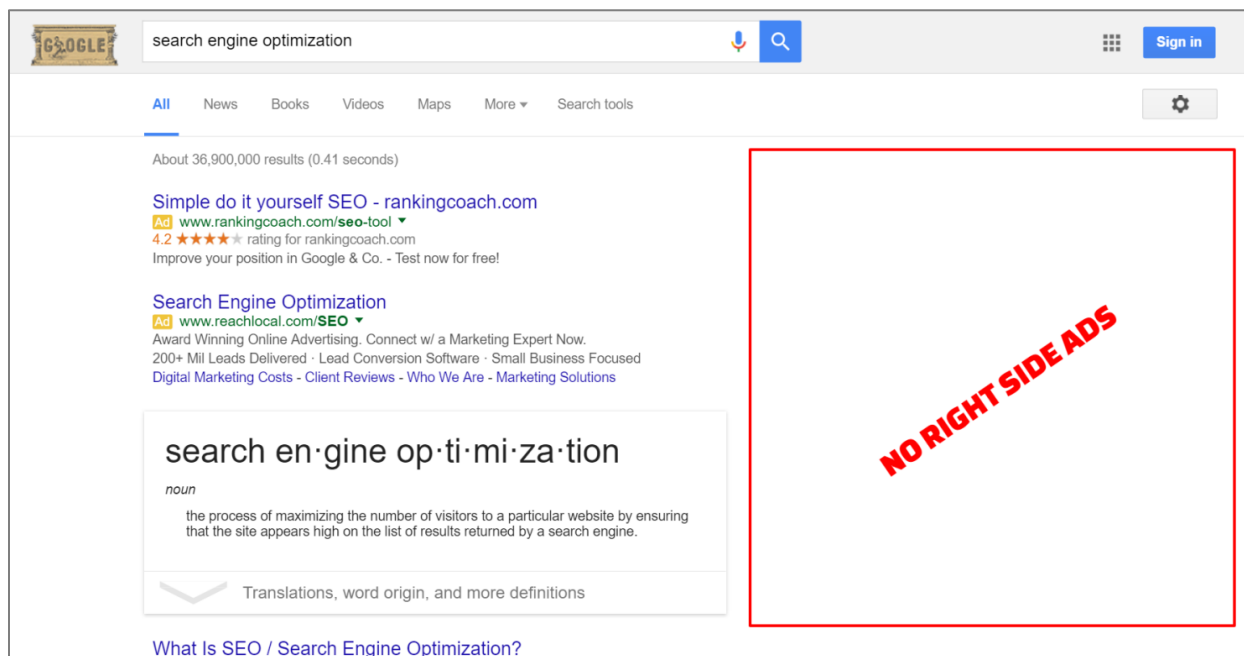 GOOGLE
search engine optimization
Sign in
All News Books Videos Maps More Search tools
About 36,900,000 results (0.41 seconds)
Simple do it yourself SEO - rankingcoach.com
Ad www.rankingcoach.com/seo-tool
4.2 ★★★★★ rating for rankingcoach.com
Improve your position in Google & Co. - Test now for free!
Search Engine Optimization
Ad www.reachlocal.com/SEO
Award Winning Online Advertising. Connect w/ a Marketing Expert Now.
200+ Mil Leads Delivered · Lead Conversion Software · Small Business Focused
Digital Marketing Costs - Client Reviews - Who We Are - Marketing Solutions
search en·gine op·ti·mi·za·tion
noun
the process of maximizing the number of visitors to a particular website by ensuring
that the site appears high on the list of results returned by a search engine.
Translations, word origin, and more definitions
What Is SEO / Search Engine Optimization?
NO RIGHT SIDE ADS